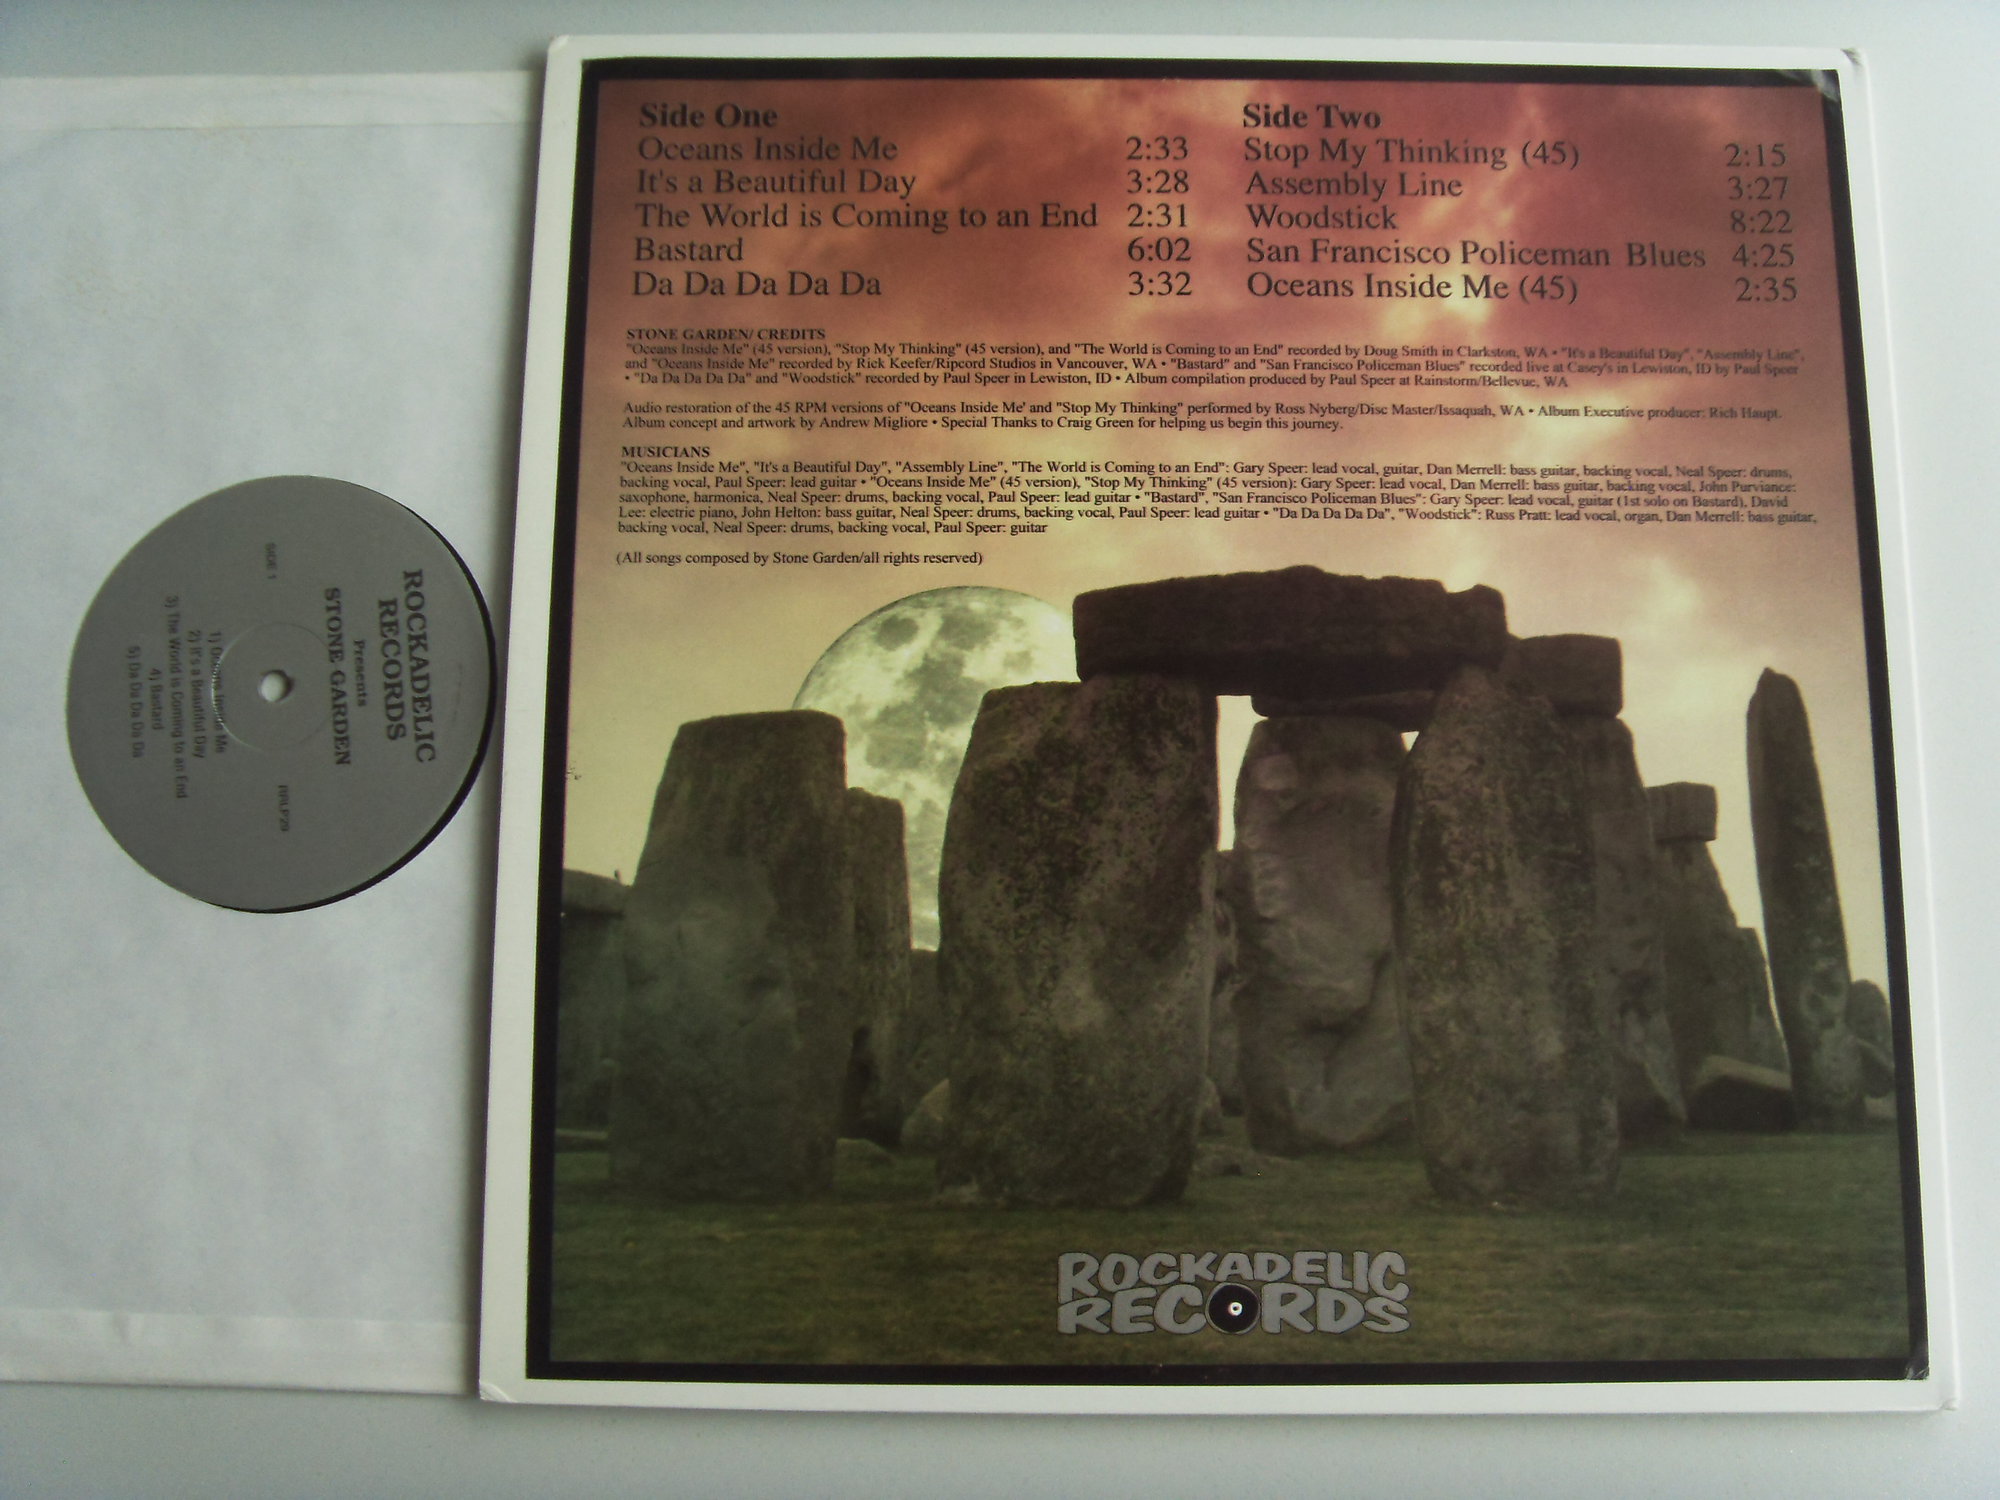 Side One
Oceans Inside Me 2:33
It's a Beautiful Day 3:28
The World is Coming to an End 2:31
Bastard 6:02
Da Da Da Da Da 3:32
Side Two
Stop My Thinking (45) 2:15
Assembly Line 3:27
Woodstick 8:22
San Francisco Policeman Blues 4:25
Oceans Inside Me (45) 2:35
STONE GARDEN/ CREDITS
"Oceans Inside Me" (45 version), "Stop My Thinking" (45 version), and "The World is Coming to an End" recorded by Doug Smith in Clarkston, WA • "It's a Beautiful Day", "Assembly Line",
and "Oceans Inside Me" recorded by Rick Keefer/Ripcord Studios in Vancouver, WA • "Bastard" and "San Francisco Policeman Blues" recorded live at Casey's in Lewiston, ID by Paul Speer
• "Da Da Da Da Da" and "Woodstick" recorded by Paul Speer in Lewiston, ID • Album compilation produced by Paul Speer at Rainstorm/Bellevue, WA
Audio restoration of the 45 RPM versions of "Oceans Inside Me' and "Stop My Thinking" performed by Ross Nyberg/Disc Master/Issaquah, WA • Album Executive producer: Rich Haupt.
Album concept and artwork by Andrew Migliore • Special Thanks to Craig Green for helping us begin this journey.
MUSICIANS
"Oceans Inside Me", "It's a Beautiful Day", "Assembly Line", "The World is Coming to an End": Gary Speer: lead vocal, guitar, Dan Merrell: bass guitar, backing vocal, Neal Speer: drums,
backing vocal, Paul Speer: lead guitar • "Oceans Inside Me" (45 version), "Stop My Thinking" (45 version): Gary Speer: lead vocal, Dan Merrell: bass guitar, backing vocal, John Purviance:
saxophone, harmonica, Neal Speer: drums, backing vocal, Paul Speer: lead guitar • "Bastard", "San Francisco Policeman Blues": Gary Speer: lead vocal, guitar (1st solo on Bastard), David
Lee: electric piano, John Helton: bass guitar, Neal Speer: drums, backing vocal, Paul Speer: lead guitar • "Da Da Da Da Da", "Woodstick": Russ Pratt: lead vocal, organ, Dan Merrell: bass guitar,
backing vocal, Neal Speer: drums, backing vocal, Paul Speer: guitar
(All songs composed by Stone Garden/all rights reserved)
ROCKADELIC
RECORDS
ROCKADELIC
RECORDS
Presents
STONE GARDEN
SIDE 1
RRLP29
1) Oceans Inside Me
2) It's a Beautiful Day
3) The World is Coming to an End
4) Bastard
5) Da Da Da Da Da